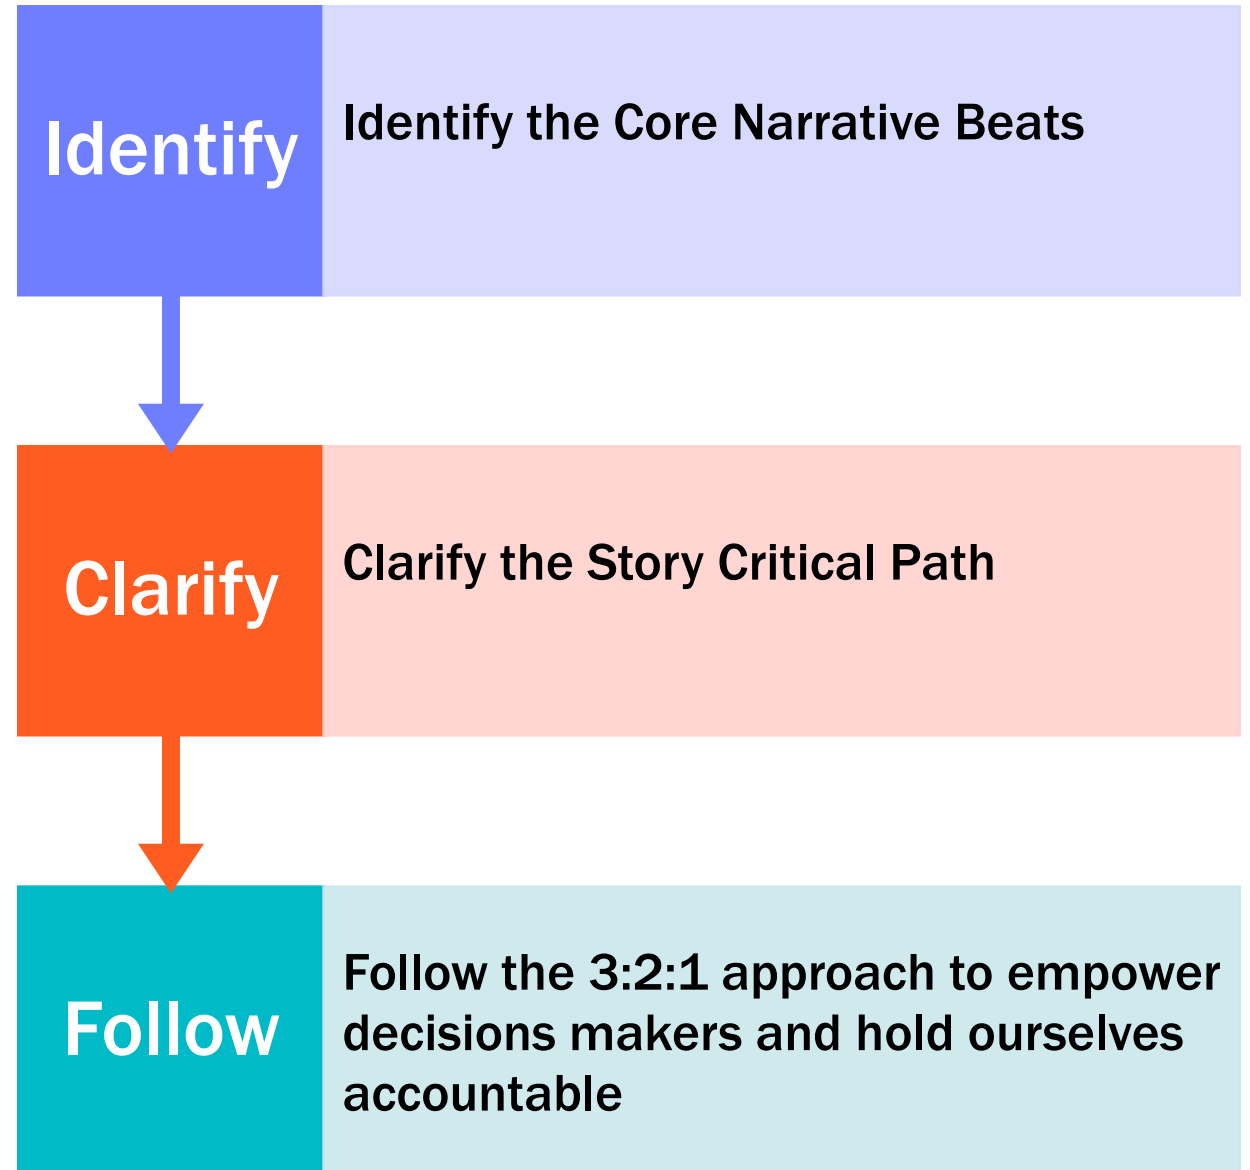 Identify
Identify the Core Narrative Beats
Clarify
Clarify the Story Critical Path
Follow
Follow the 3:2:1 approach to empower
decisions makers and hold ourselves
accountable